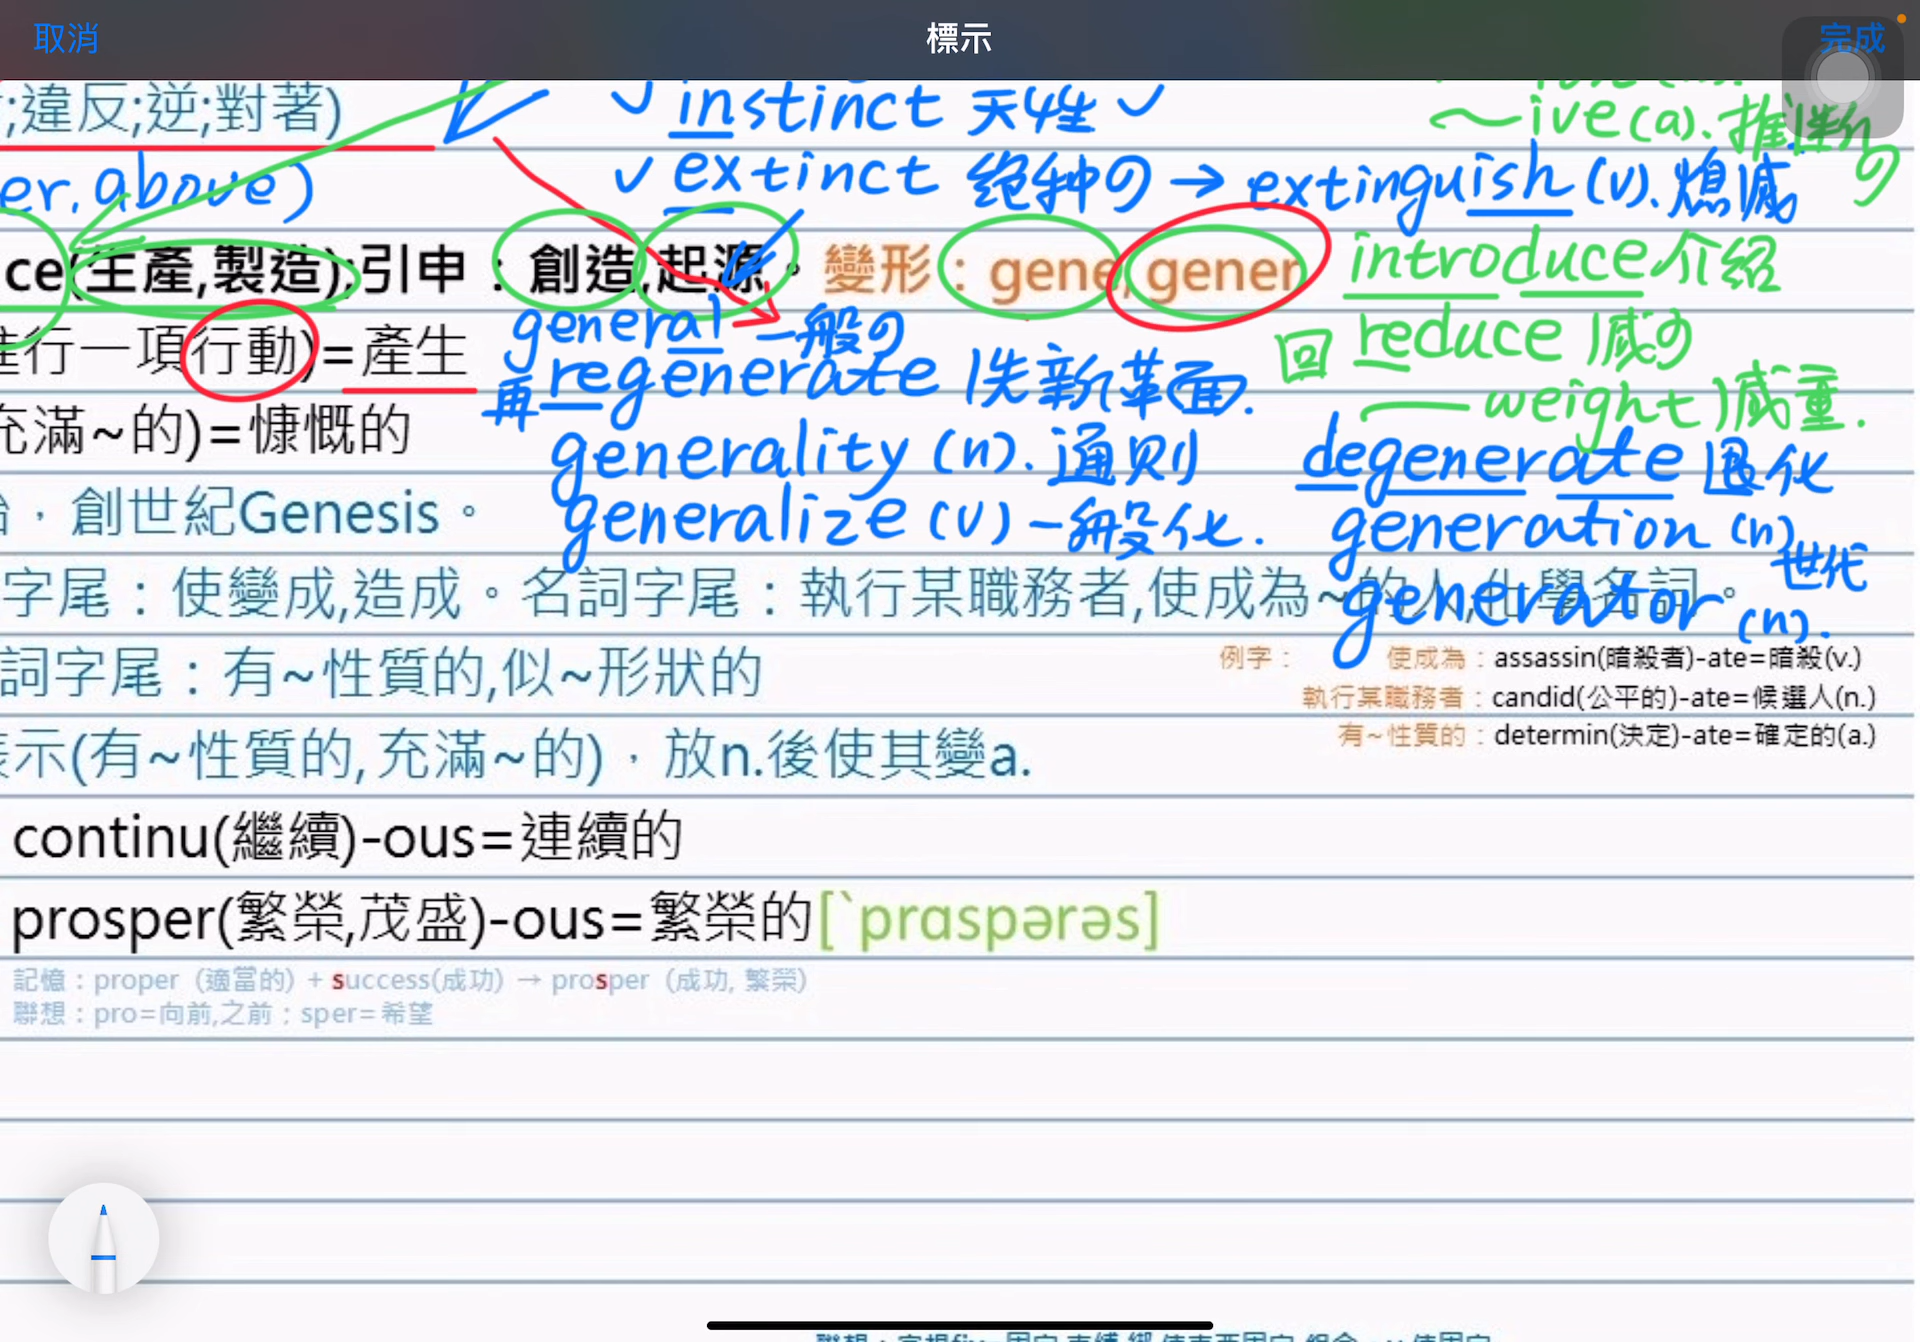 取消
標示
完成
;違反;逆;對著)
instinct 天性
~ive(a).推斷的
er.above)
extinct 絕種的 → extinguish (v).熄滅
ce(生產,製造);引申：創造,起源。變形：gene,gener
introduce 介紹
行一項行動)=產生
general 一般的
回 reduce 減少
再 regenerate 洗新革面.
— weight 減重.
充滿~的)=慷慨的
generality (n).通則
degenerate 退化
，創世紀Genesis。
generalize (v) 一般化.
generation (n) 世代
字尾：使變成,造成。名詞字尾：執行某職務者,使成為~的人,化學名詞。
generator (n).
詞字尾：有~性質的,似~形狀的
例字： 使成為：assassin(暗殺者)-ate=暗殺(v.)
執行某職務者：candid(公平的)-ate=候選人(n.)
有~性質的：determin(決定)-ate=確定的(a.)
示(有~性質的,充滿~的)，放n.後使其變a.
continu(繼續)-ous=連續的
prosper(繁榮,茂盛)-ous=繁榮的[`prɑspərəs]
記憶：proper (適當的) + success(成功) → prosper (成功, 繁榮)
聯想：pro=向前,之前；sper=希望